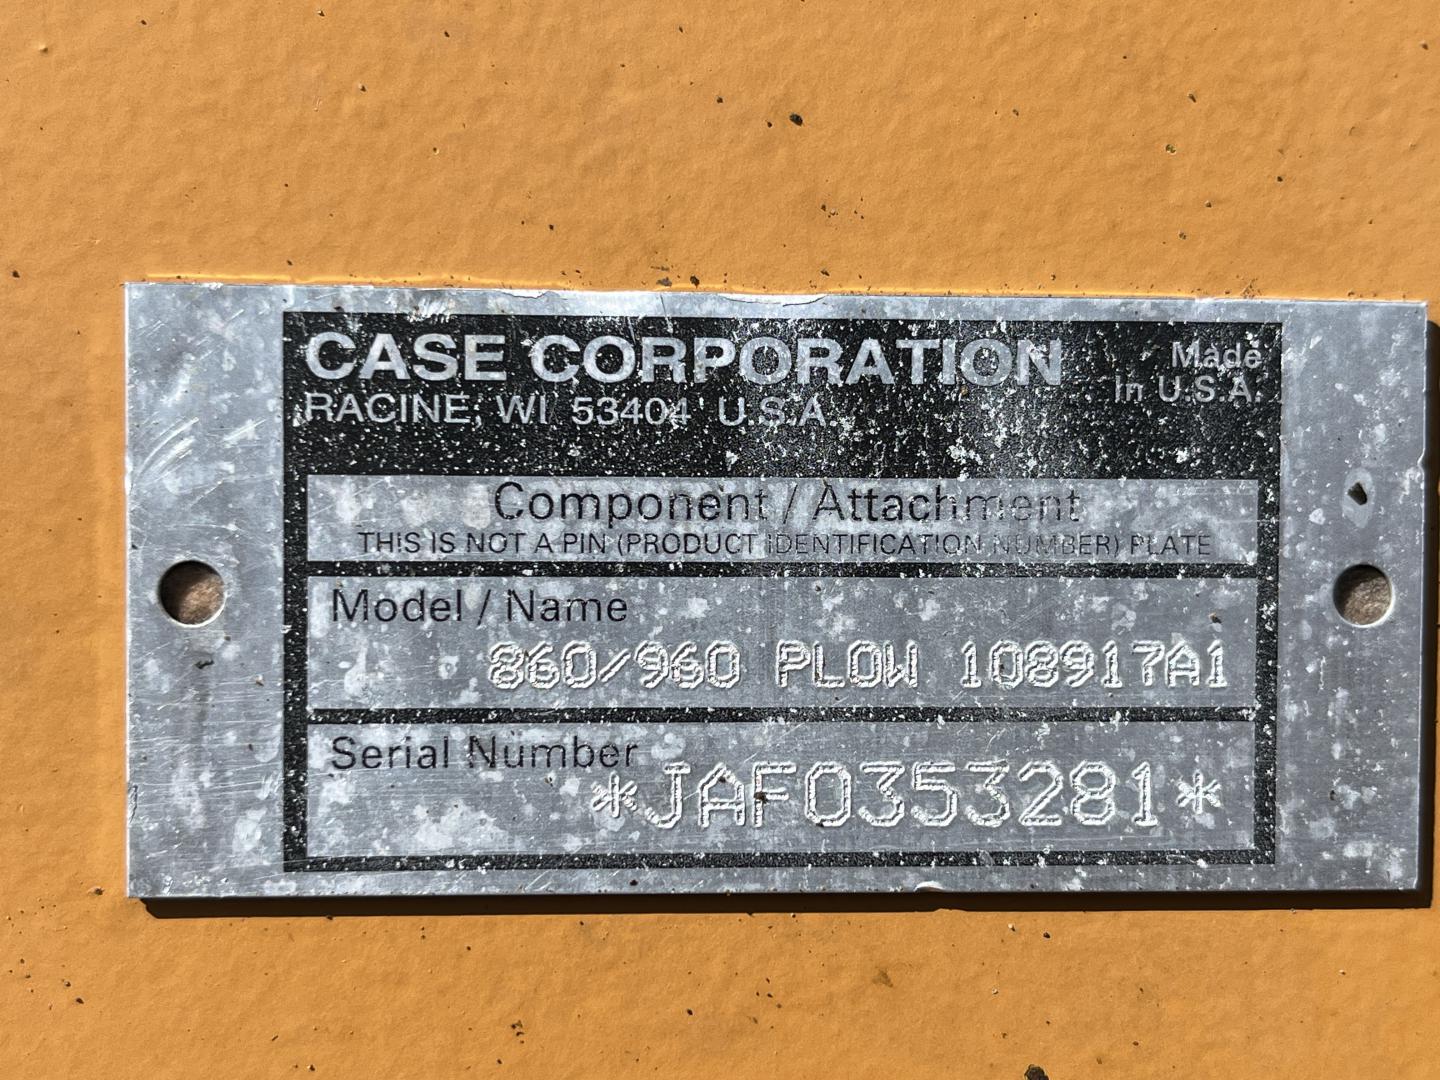 CASE CORPORATION
Made
In U.S.A.
RACINE, WI 53404 U.S.A.
Component / Attachment
THIS IS NOT A PIN (PRODUCT IDENTIFICATION NUMBER) PLATE
Model / Name
860/960 PLOW 108917A1
Serial Number
*JAF0353281*